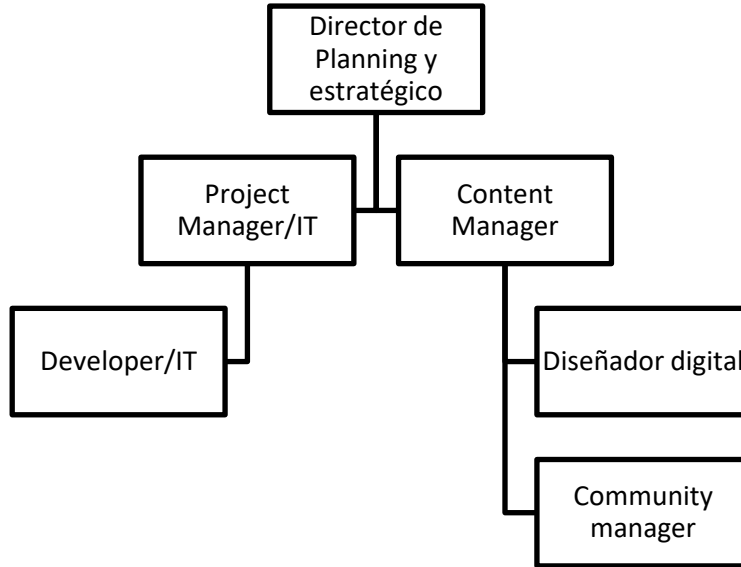 Director de
Planning y
estratégico
Project
Manager/IT
Content
Manager
Developer/IT
Diseñador digital
Community
manager